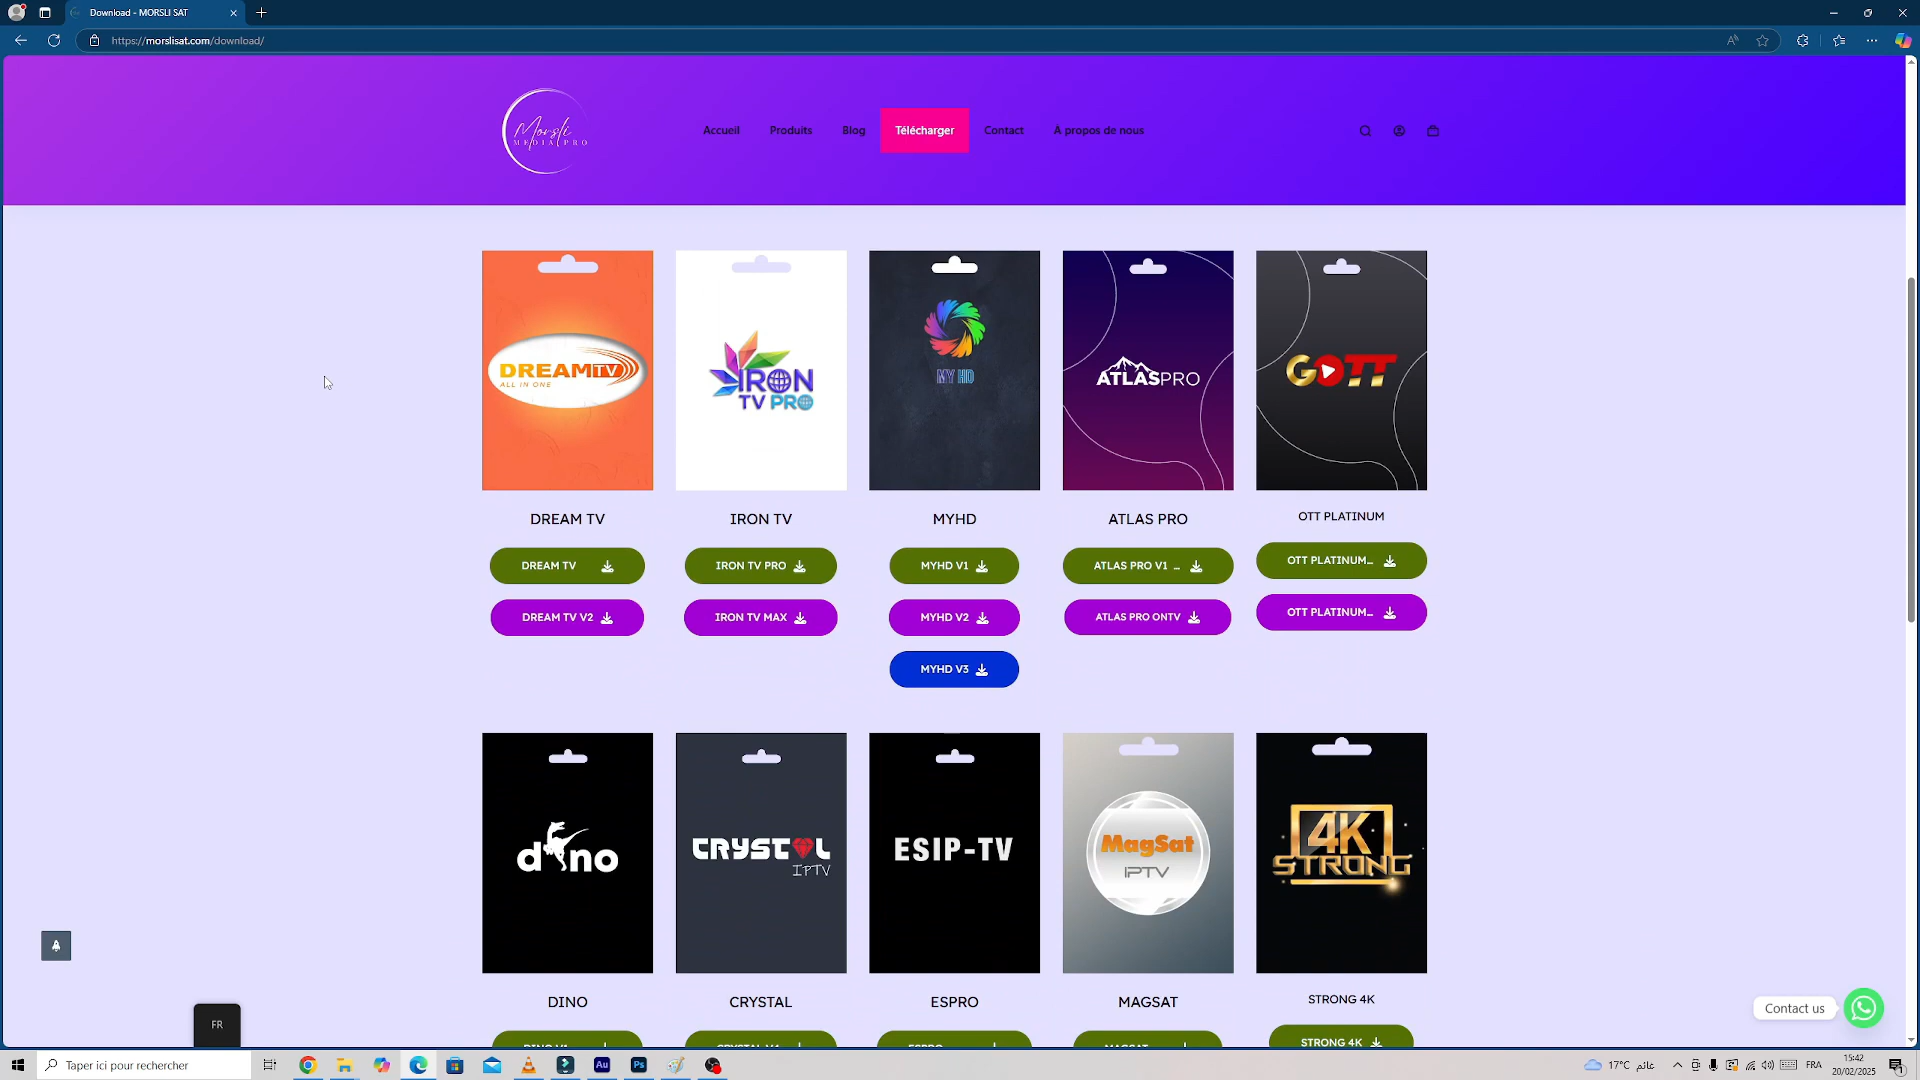 Download - MORSLI SAT
https://morslisat.com/download/
Morsli
MEDIA PRO
Accueil
Produits
Blog
Télécharger
Contact
À propos de nous
DREAMTV
ALL IN ONE
IRON
TV PRO
MY HD
ATLASPRO
GOTT
DREAM TV
IRON TV
MYHD
ATLAS PRO
OTT PLATINUM
DREAM TV
IRON TV PRO
MYHD V1
ATLAS PRO V1 ...
OTT PLATINUM...
DREAM TV V2
IRON TV MAX
MYHD V2
ATLAS PRO ONTV
OTT PLATINUM...
MYHD V3
dino
CRYSTAL
IPTV
ESIP-TV
MagSat
IPTV
4K
STRONG
DINO
CRYSTAL
ESPRO
MAGSAT
STRONG 4K
STRONG 4K
Contact us
FR
Taper ici pour rechercher
Au
Ps
17°C
غائم
FRA
15:42
20/02/2025